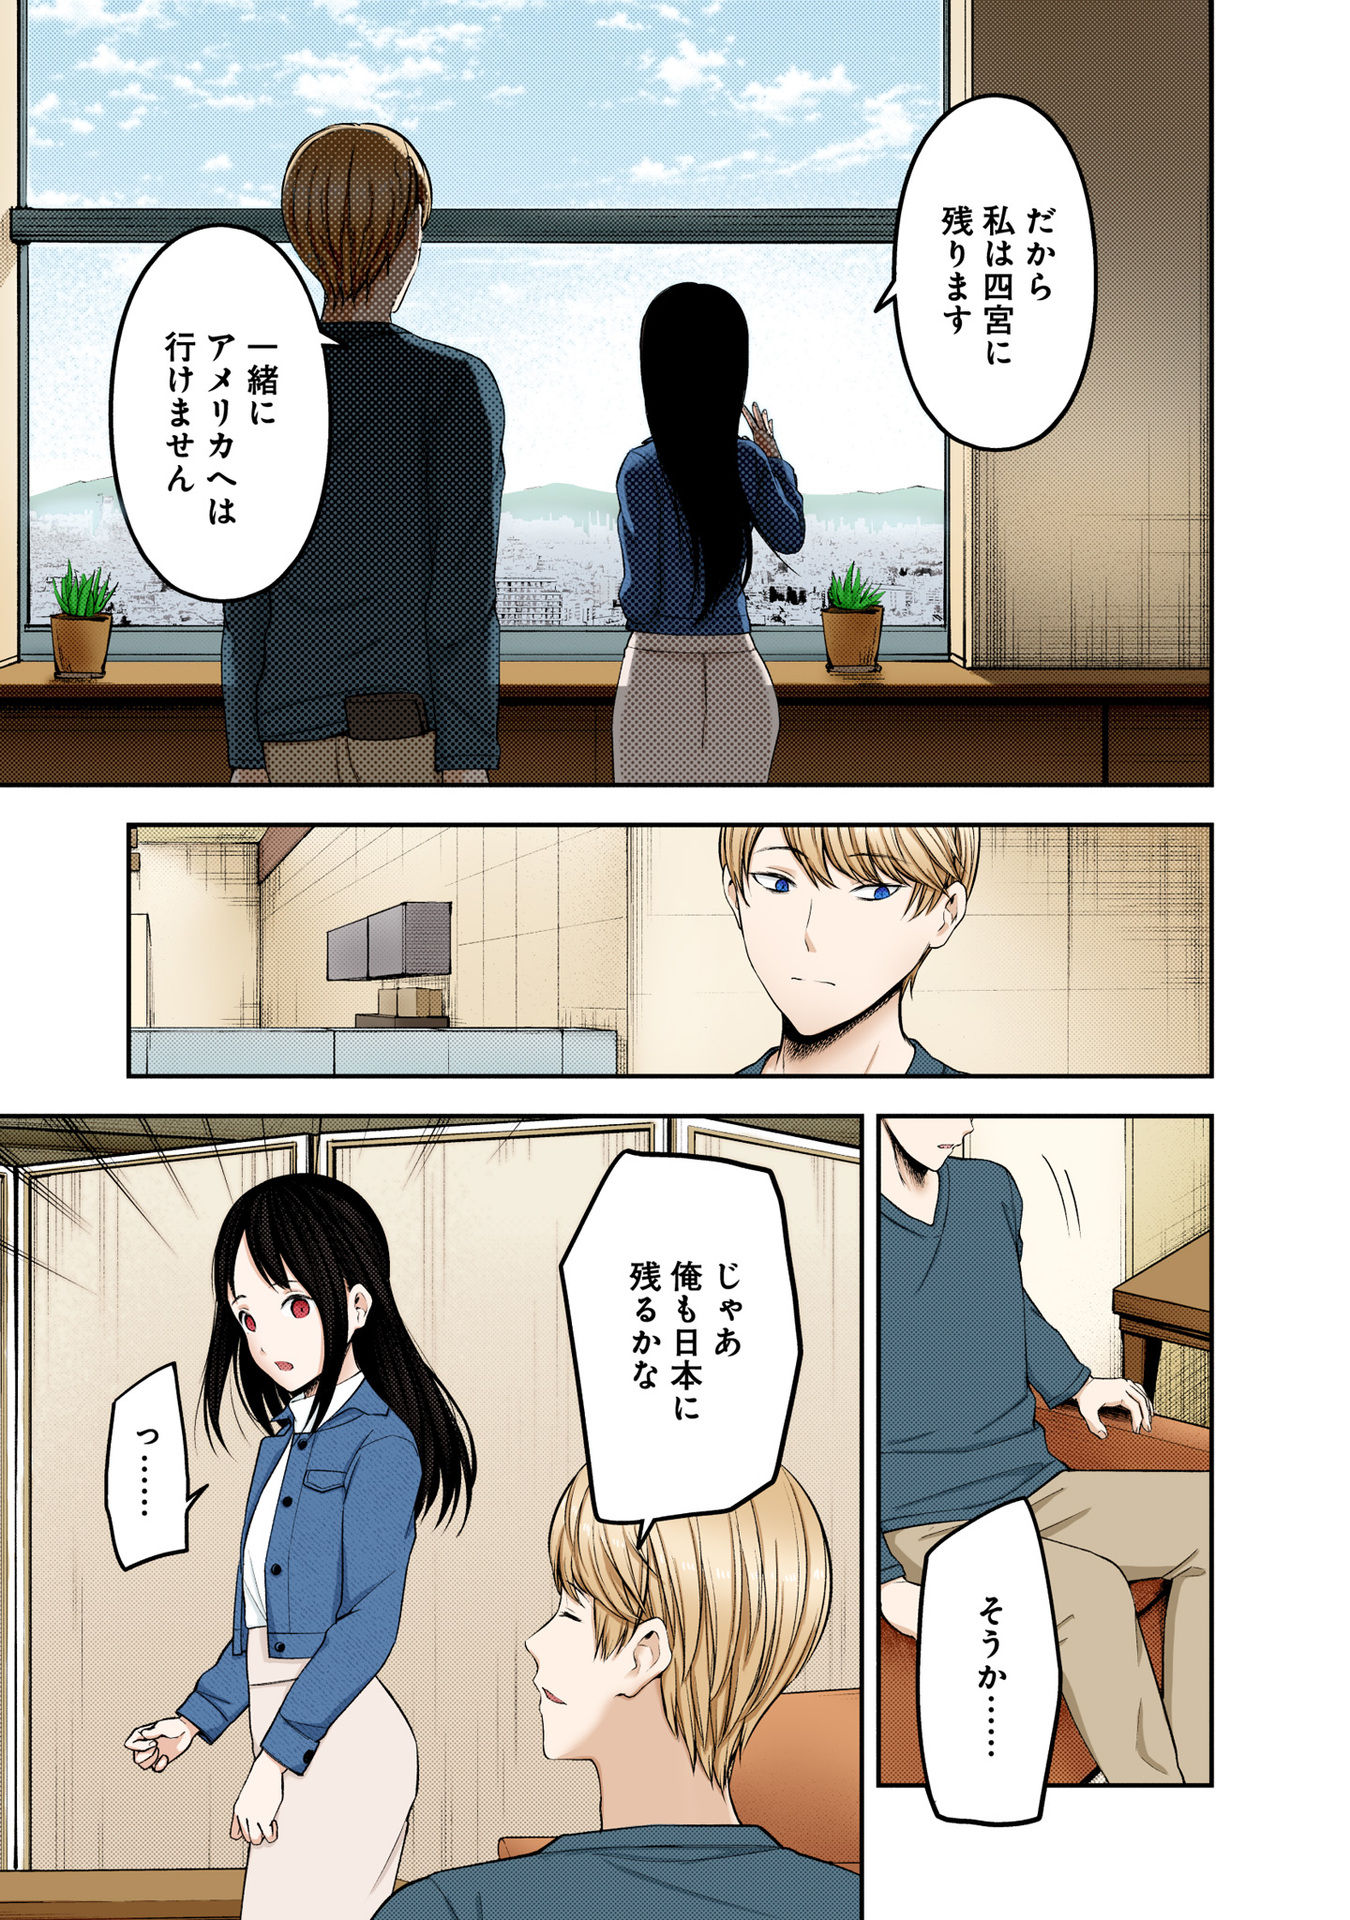 だから
私は四宮に
残ります
一緒に
アメリカへは
行けません
そうか……
じゃあ
俺も日本に
残るかな
っ……